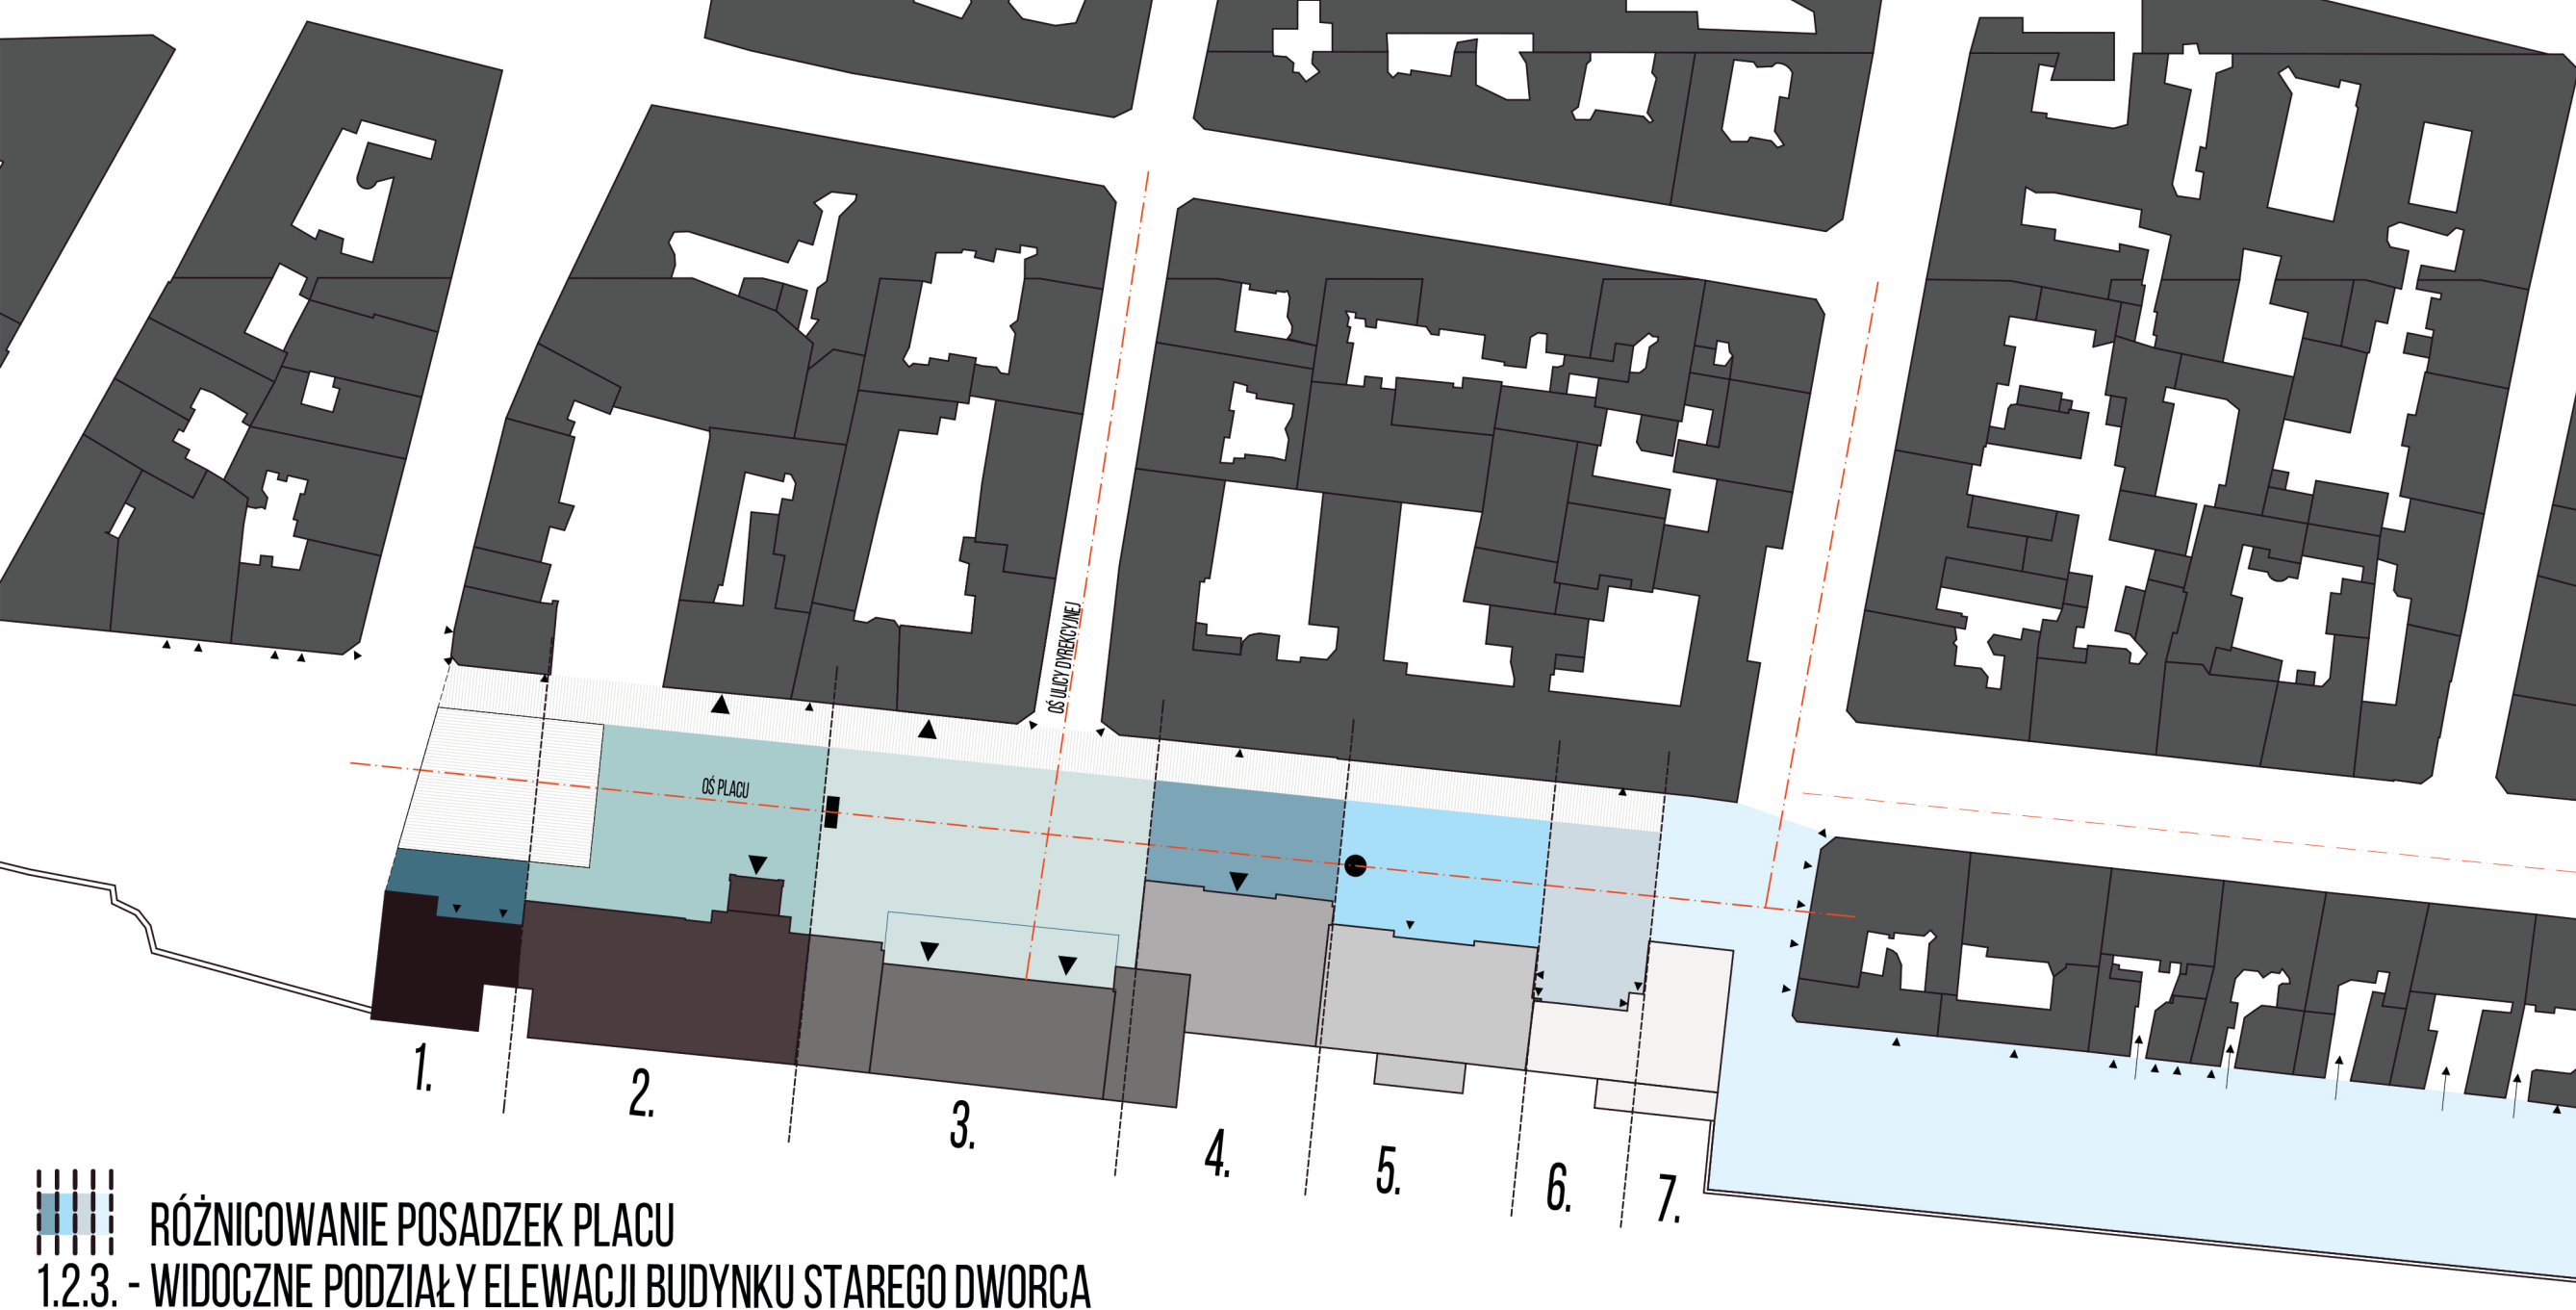 OŚ ULICY DYREKCYJNEJ
OŚ PLACU
1.
2.
3.
4.
5.
6.
7.
RÓŻNICOWANIE POSADZEK PLACU
1.2.3. - WIDOCZNE PODZIAŁY ELEWACJI BUDYNKU STAREGO DWORCA